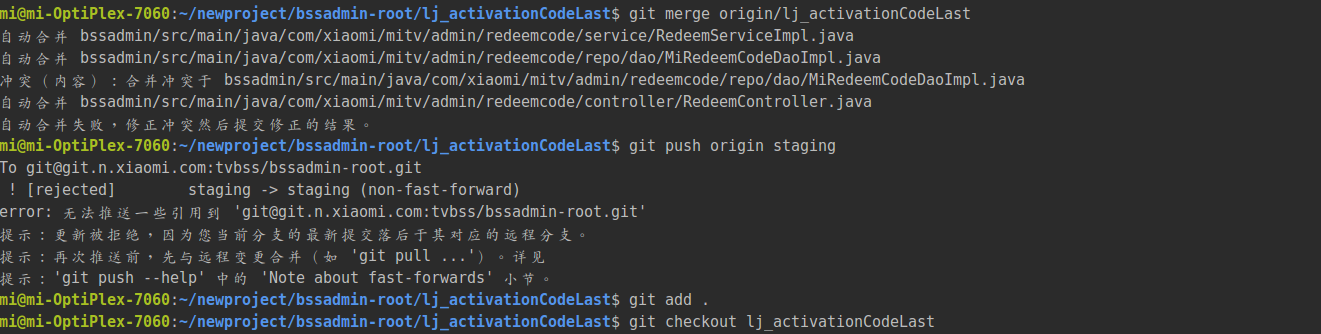 mi@mi-OptiPlex-7060:~/newproject/bssadmin-root/lj_activationCodeLast$ git merge origin/lj_activationCodeLast
自动合并 bssadmin/src/main/java/com/xiaomi/mitv/admin/redeemcode/service/RedeemServiceImpl.java
自动合并 bssadmin/src/main/java/com/xiaomi/mitv/admin/redeemcode/repo/dao/MiRedeemCodeDaoImpl.java
冲突（内容）：合并冲突于 bssadmin/src/main/java/com/xiaomi/mitv/admin/redeemcode/repo/dao/MiRedeemCodeDaoImpl.java
自动合并 bssadmin/src/main/java/com/xiaomi/mitv/admin/redeemcode/controller/RedeemController.java
自动合并失败，修正冲突然后提交修正的结果。
mi@mi-OptiPlex-7060:~/newproject/bssadmin-root/lj_activationCodeLast$ git push origin staging
To git@git.n.xiaomi.com:tvbss/bssadmin-root.git
 ! [rejected]        staging -> staging (non-fast-forward)
error: 无法推送一些引用到 'git@git.n.xiaomi.com:tvbss/bssadmin-root.git'
提示：更新被拒绝，因为您当前分支的最新提交落后于其对应的远程分支。
提示：再次推送前，先与远程变更合并（如 'git pull ...'）。详见
提示：'git push --help' 中的 'Note about fast-forwards' 小节。
mi@mi-OptiPlex-7060:~/newproject/bssadmin-root/lj_activationCodeLast$ git add .
mi@mi-OptiPlex-7060:~/newproject/bssadmin-root/lj_activationCodeLast$ git checkout lj_activationCodeLast